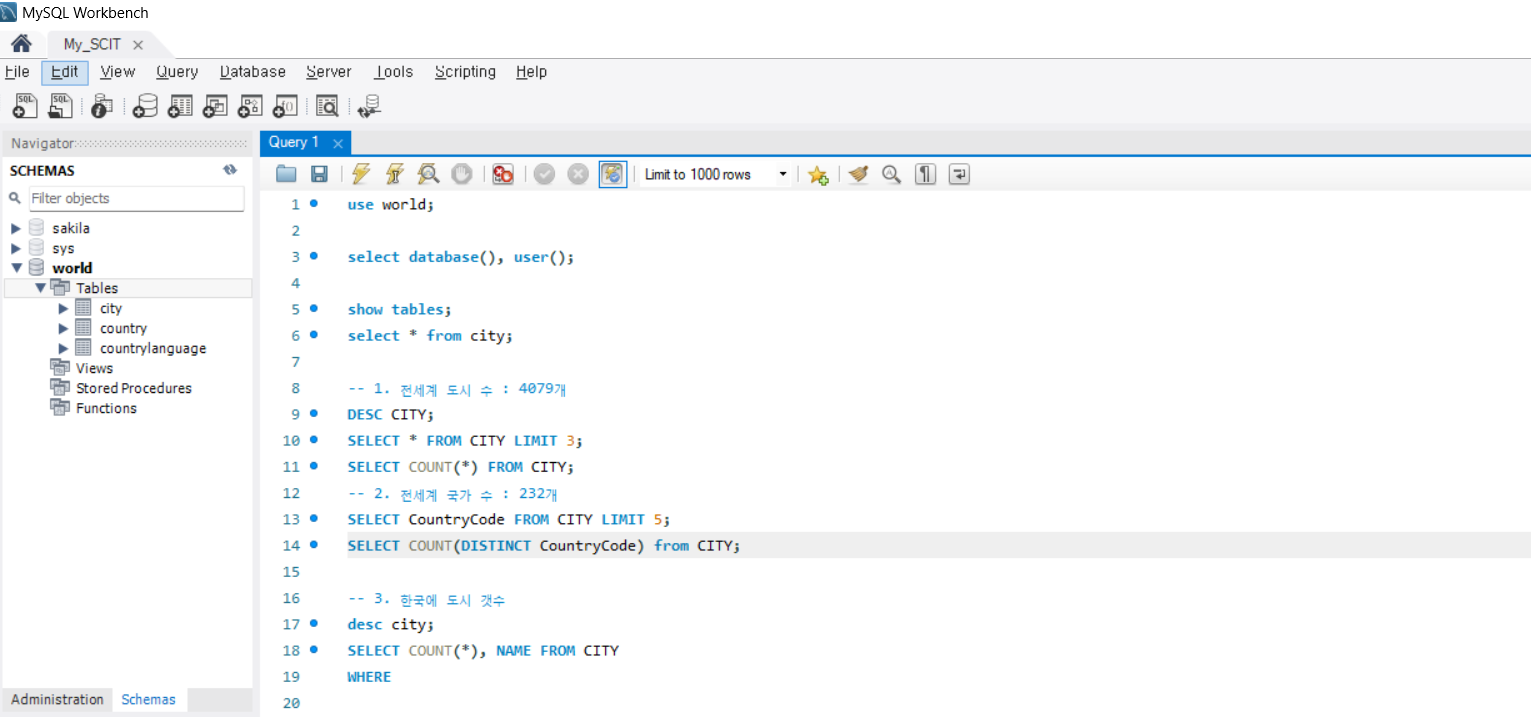 MySQL Workbench
My_SCIT
File Edit View Query Database Server Tools Scripting Help
Navigator
SCHEMAS
Filter objects
sakila
sys
world
Tables
city
country
countrylanguage
Views
Stored Procedures
Functions
Administration Schemas
Query 1
Limit to 1000 rows
1 use world;
2
3 select database(), user();
4
5 show tables;
6 select * from city;
7
8 -- 1. 전세계 도시 수 : 4079개
9 DESC CITY;
10 SELECT * FROM CITY LIMIT 3;
11 SELECT COUNT(*) FROM CITY;
12 -- 2. 전세계 국가 수 : 232개
13 SELECT CountryCode FROM CITY LIMIT 5;
14 SELECT COUNT(DISTINCT CountryCode) from CITY;
15
16 -- 3. 한국에 도시 갯수
17 desc city;
18 SELECT COUNT(*), NAME FROM CITY
19 WHERE
20